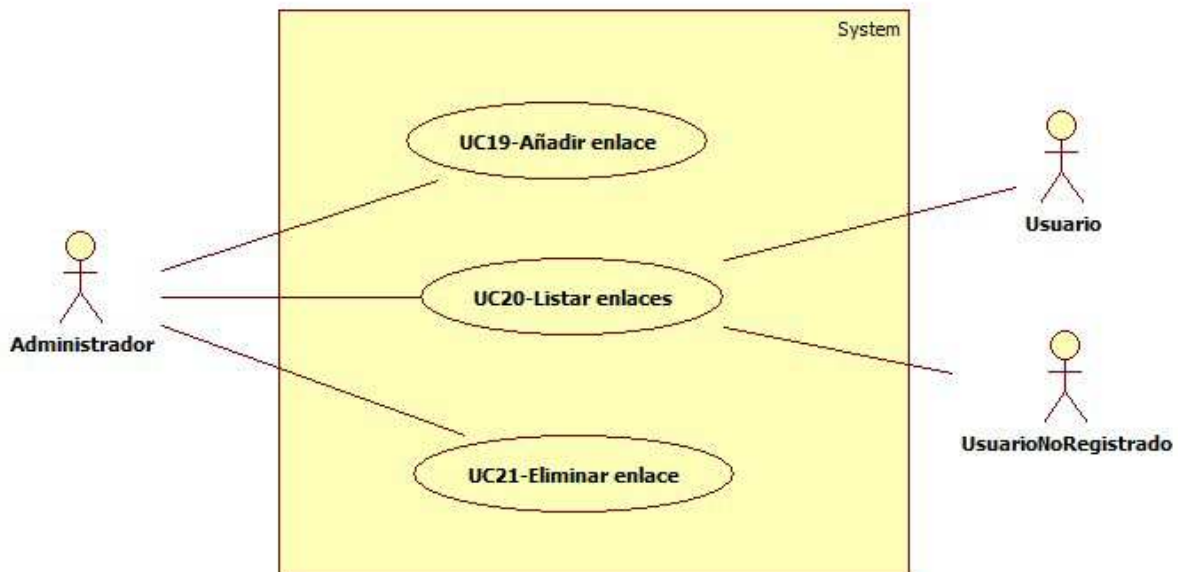 System
UC19-Añadir enlace
Usuario
UC20-Listar enlaces
Administrador
UsuarioNoRegistrado
UC21-Eliminar enlace